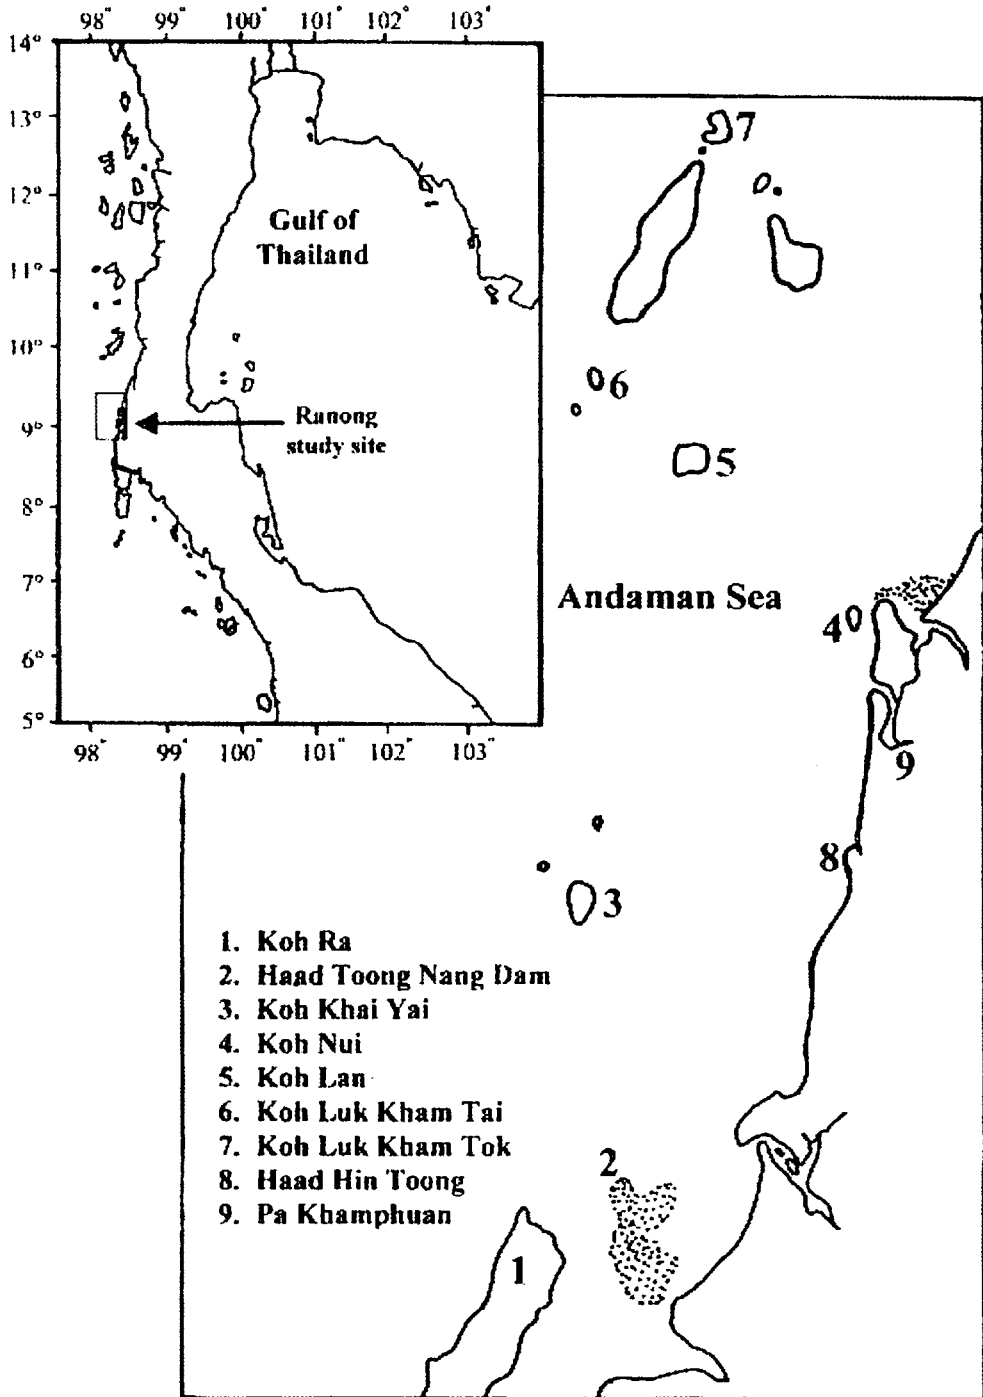 98° 99° 100° 101° 102° 103°
14°
13°
12°
11°
10°
9°
8°
7°
6°
5°
98° 99° 100° 101° 102° 103°
Gulf of
Thailand
Ranong
study site
7
6
5
Andaman Sea
4
9
8
3
1. Koh Ra
2. Haad Toong Nang Dam
3. Koh Khai Yai
4. Koh Nui
5. Koh Lan
6. Koh Luk Kham Tai
7. Koh Luk Kham Tok
8. Haad Hin Toong
9. Pa Khamphuan
2
1